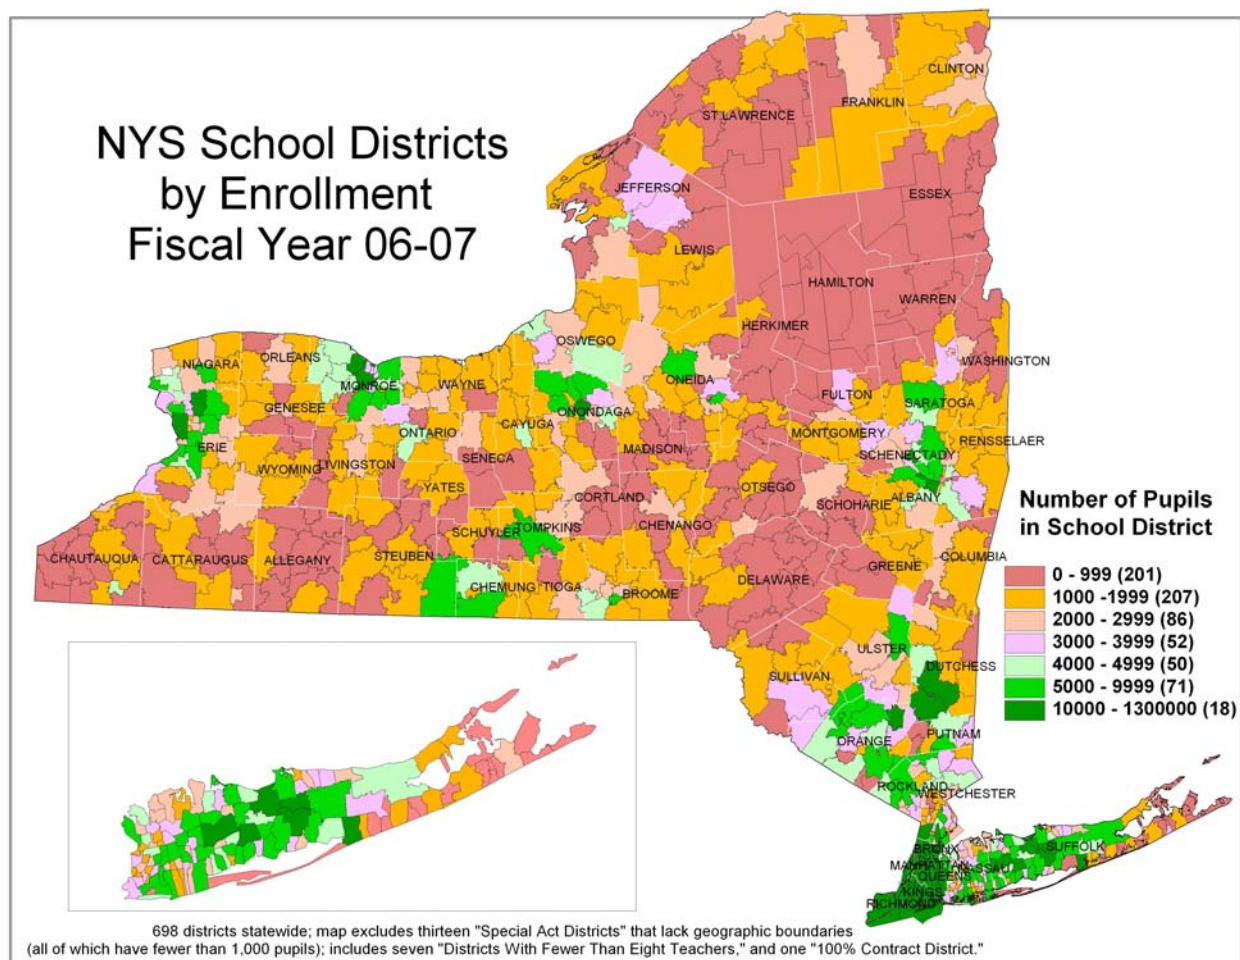 NYS School Districts
by Enrollment
Fiscal Year 06-07
CLINTON
FRANKLIN
ST.LAWRENCE
JEFFERSON
ESSEX
LEWIS
HAMILTON
WARREN
HERKIMER
OSWEGO
WASHINGTON
NIAGARA
ORLEANS
ONEIDA
MONROE
WAYNE
FULTON
SARATOGA
GENESEE
ONONDAGA
CAYUGA
ONTARIO
MONTGOMERY
RENSSELAER
ERIE
MADISON
SCHENECTADY
SENECA
WYOMING
LIVINGSTON
YATES
OTSEGO
CORTLAND
SCHOHARIE
ALBANY
CHENANGO
SCHUYLER
TOMPKINS
CHAUTAUQUA
CATTARAUGUS
ALLEGANY
STEUBEN
COLUMBIA
GREENE
DELAWARE
CHEMUNG
TIOGA
BROOME
ULSTER
DUTCHESS
SULLIVAN
PUTNAM
ORANGE
ROCKLAND
WESTCHESTER
BRONX
SUFFOLK
MANHATTAN
NASSAU
QUEENS
KINGS
RICHMOND
Number of Pupils
in School District
0 - 999 (201)
1000 -1999 (207)
2000 - 2999 (86)
3000 - 3999 (52)
4000 - 4999 (50)
5000 - 9999 (71)
10000 - 1300000 (18)
698 districts statewide; map excludes thirteen "Special Act Districts" that lack geographic boundaries
(all of which have fewer than 1,000 pupils); includes seven "Districts With Fewer Than Eight Teachers," and one "100% Contract District."